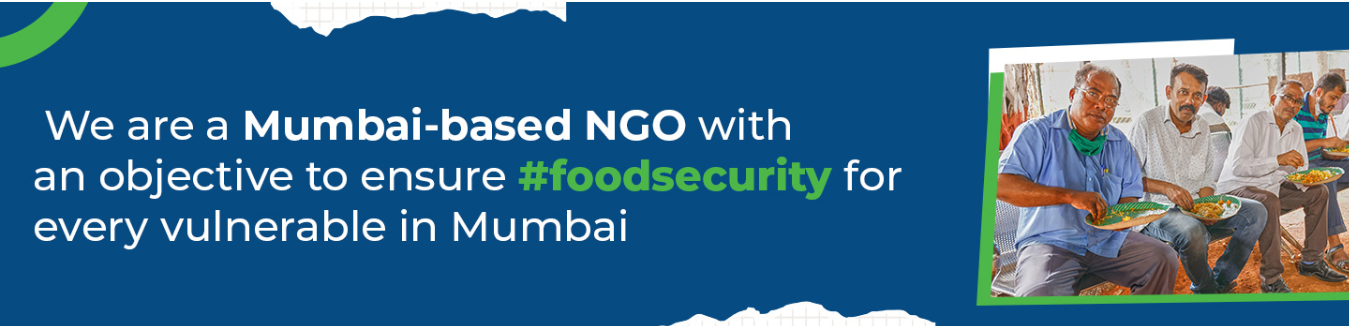 We are a Mumbai-based NGO with
an objective to ensure #foodsecurity for
every vulnerable in Mumbai